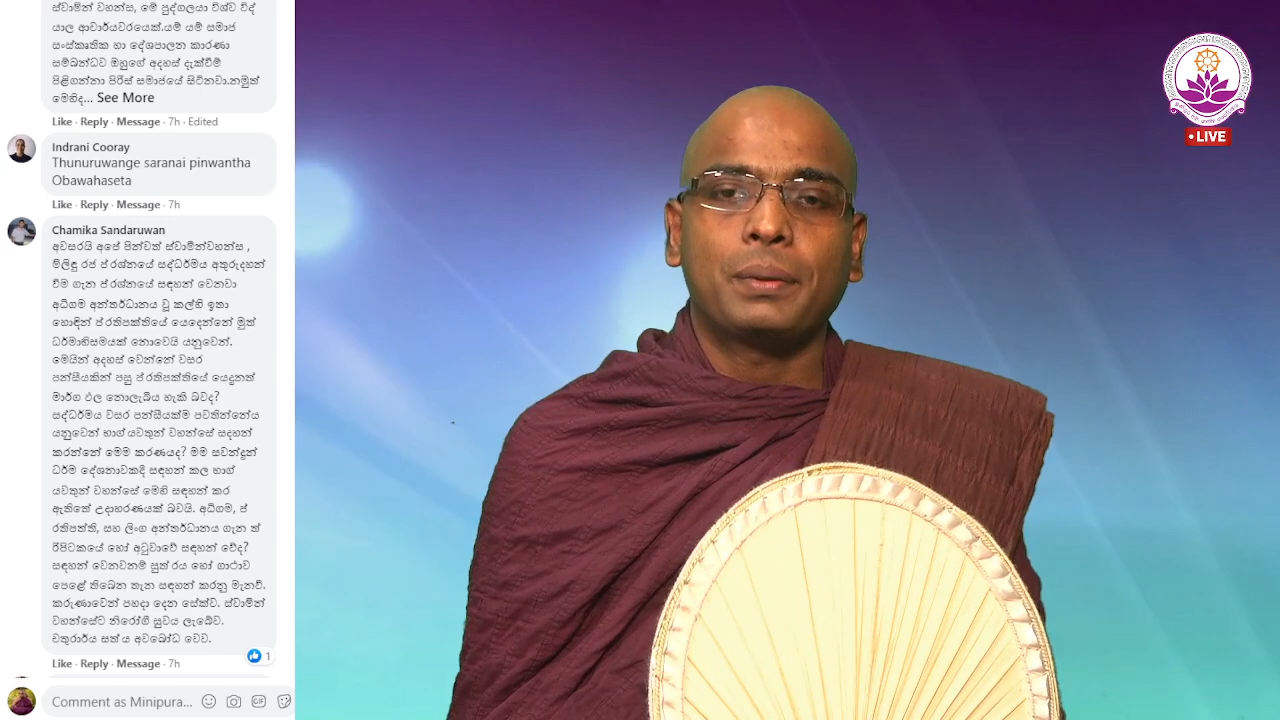 ස්වාමින් වහන්ස, මේ පුද්ගලයා විශ්ව විද්
යාල ආචාර්යවරයෙක්.යම් යම් සමාජ
සංස්කෘතික හා දේශපාලන කාරණා
සම්බන්ධව ඔහුගේ අදහස් දැක්වීම්
පිළිගන්නා පිරිස් සමාජයේ සිටිනවා.නමුත්
මෙහිද... See More
Like · Reply · Message · 7h · Edited
Indrani Cooray
Thunuruwange saranai pinwantha
Obawahaseta
Like · Reply · Message · 7h
Chamika Sandaruwan
අවසරයි අපේ පින්වත් ස්වාමින්වහන්ස ,
මිලිඳු රජ ප්රශ්නයේ සද්ධර්මය අතුරුදහන්
වීම ගැන ප්රශ්නයේ සඳහන් වෙනවා
අධිගම අන්තර්ධානය වූ කල්හි ඉතා
හොඳින් ප්රතිපක්තියේ යෙදෙන්නේ මුත්
ධර්මාභිසමයක් නොවෙයි යනුවෙන්.
මෙයින් අදහස් වෙන්නේ වසර
පන්සීයකින් පසු ප්රතිපක්තියේ යෙදුනත්
මාර්ග ඵල නොලැබිය හැකි බවද?
සද්ධර්මය වසර පන්සීයක්ම පවතින්නේය
යනුවෙන් භාග්යවතුන් වහන්සේ සදහන්
කරන්නේ මෙම කරණයද? මම සවන්දුන්
ධර්ම දේශනාවකදී සඳහන් කල භාග්
යවතුන් වහන්සේ මෙහි සඳහන් කර
ඇත්තේ උදාහරණයක් බවයි. අධිගම, ප්
රතිපක්ති, සහ ලිංග අන්තර්ධානය ගැන ත්
රිපිටකයේ හෝ අටුවාවේ සඳහන් වේද?
සඳහන් වෙනවනම් සූත්රය හෝ ගාථාව
පෙළේ තිබෙන තැන සඳහන් කරනු මැනවි.
කරුණාවෙන් පහදා දෙන සේක්ව. ස්වාමින්
වහන්සේට නිරෝගී සුවය ලැබේවා.
චතුරාර්ය සත්ය අවබෝධ වේවා.
1
Like · Reply · Message · 7h
Comment as Minipura...
GIF
• LIVE